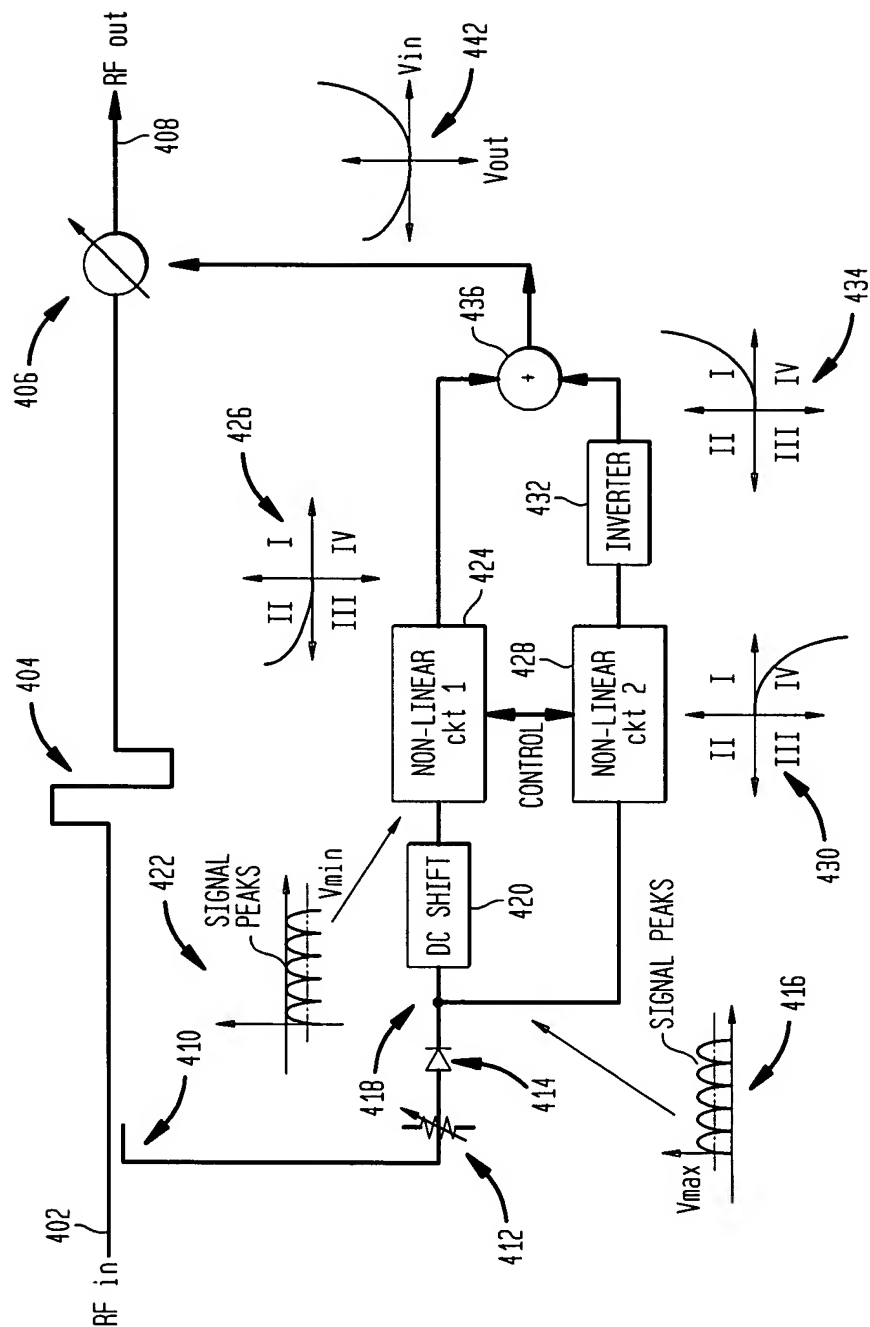 RF in
402
404
406
408
RF out
410
422
SIGNAL
PEAKS
Vmin
426
II
I
III
IV
Vin
Vout
442
412
414
418
DC SHIFT
420
NON-LINEAR
ckt 1
424
CONTROL
NON-LINEAR
ckt 2
428
INVERTER
432
+
436
Vmax
SIGNAL PEAKS
416
II
I
III
IV
430
II
I
III
IV
434